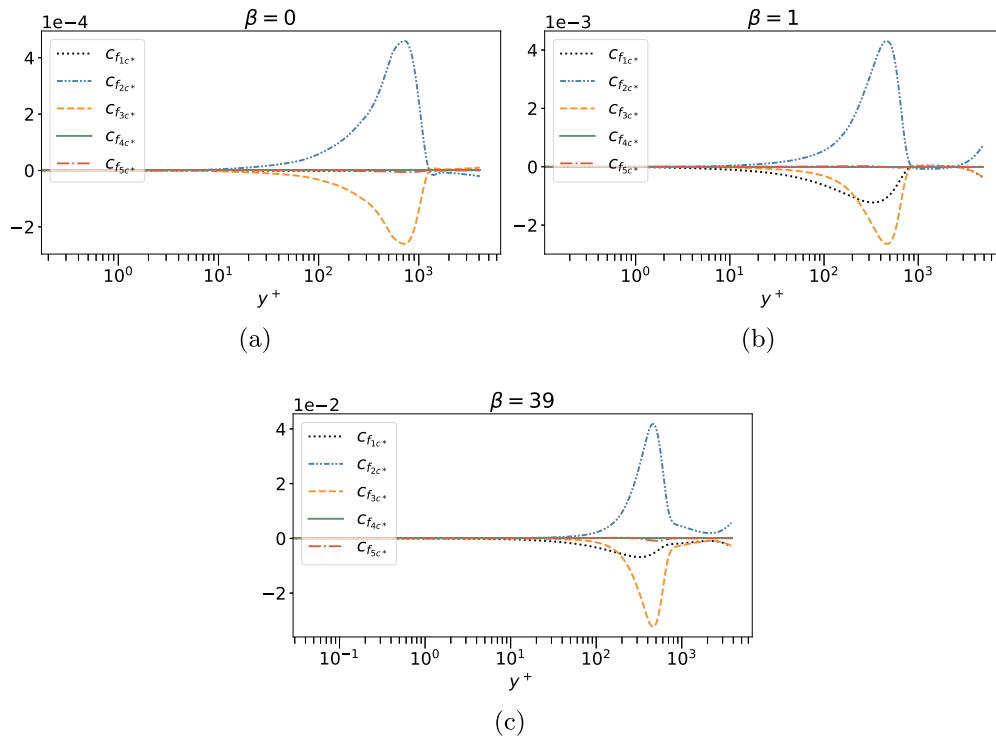 1e−4
β = 0
c_{f_{1c*}}
c_{f_{2c*}}
c_{f_{3c*}}
c_{f_{4c*}}
c_{f_{5c*}}
4
2
0
−2
10^0 10^1 10^2 10^3
y^+
(a)
1e−3
β = 1
c_{f_{1c*}}
c_{f_{2c*}}
c_{f_{3c*}}
c_{f_{4c*}}
c_{f_{5c*}}
4
2
0
−2
10^0 10^1 10^2 10^3
y^+
(b)
1e−2
β = 39
c_{f_{1c*}}
c_{f_{2c*}}
c_{f_{3c*}}
c_{f_{4c*}}
c_{f_{5c*}}
4
2
0
−2
10^{−1} 10^0 10^1 10^2 10^3
y^+
(c)